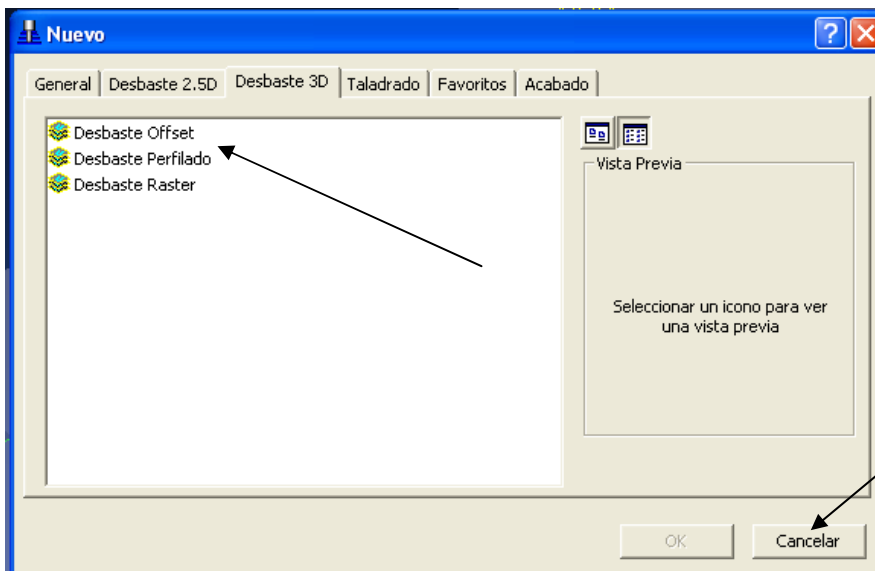 Nuevo
General Desbaste 2.5D Desbaste 3D Taladrado Favoritos Acabado
Desbaste Offset
Desbaste Perfilado
Desbaste Raster
Vista Previa
Seleccionar un icono para ver
una vista previa
OK Cancelar